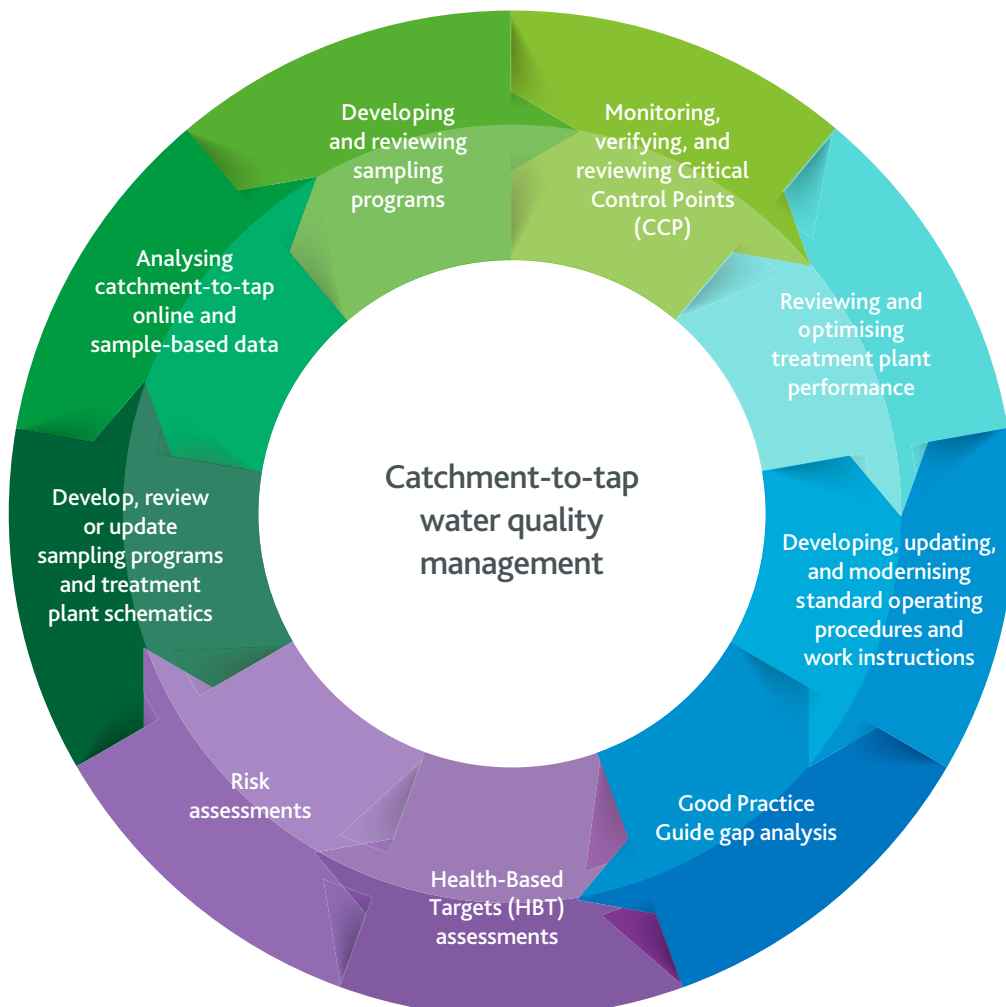 Developing
and reviewing
sampling
programs
Monitoring,
verifying, and
reviewing Critical
Control Points
(CCP)
Reviewing and
optimising
treatment plant
performance
Developing, updating,
and modernising
standard operating
procedures and
work instructions
Good Practice
Guide gap analysis
Health-Based
Targets (HBT)
assessments
Risk
assessments
Develop, review
or update
sampling programs
and treatment
plant schematics
Analysing
catchment-to-tap
online and
sample-based data
Catchment-to-tap
water quality
management